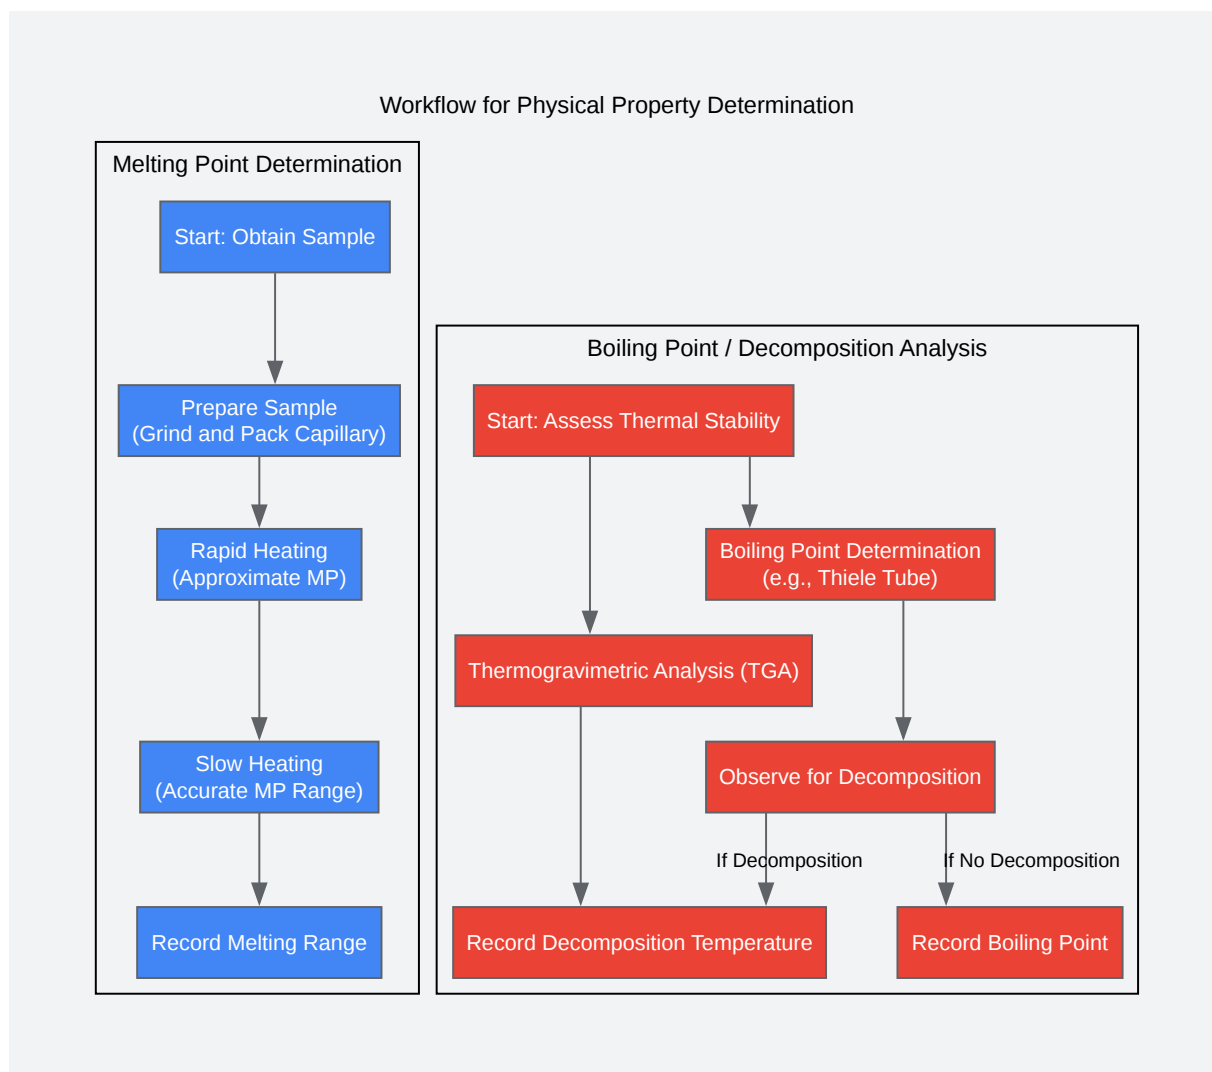 Workflow for Physical Property Determination
Melting Point Determination
Start: Obtain Sample
Prepare Sample
(Grind and Pack Capillary)
Rapid Heating
(Approximate MP)
Slow Heating
(Accurate MP Range)
Record Melting Range
Boiling Point / Decomposition Analysis
Start: Assess Thermal Stability
Boiling Point Determination
(e.g., Thiele Tube)
Thermogravimetric Analysis (TGA)
Observe for Decomposition
If Decomposition
If No Decomposition
Record Decomposition Temperature
Record Boiling Point